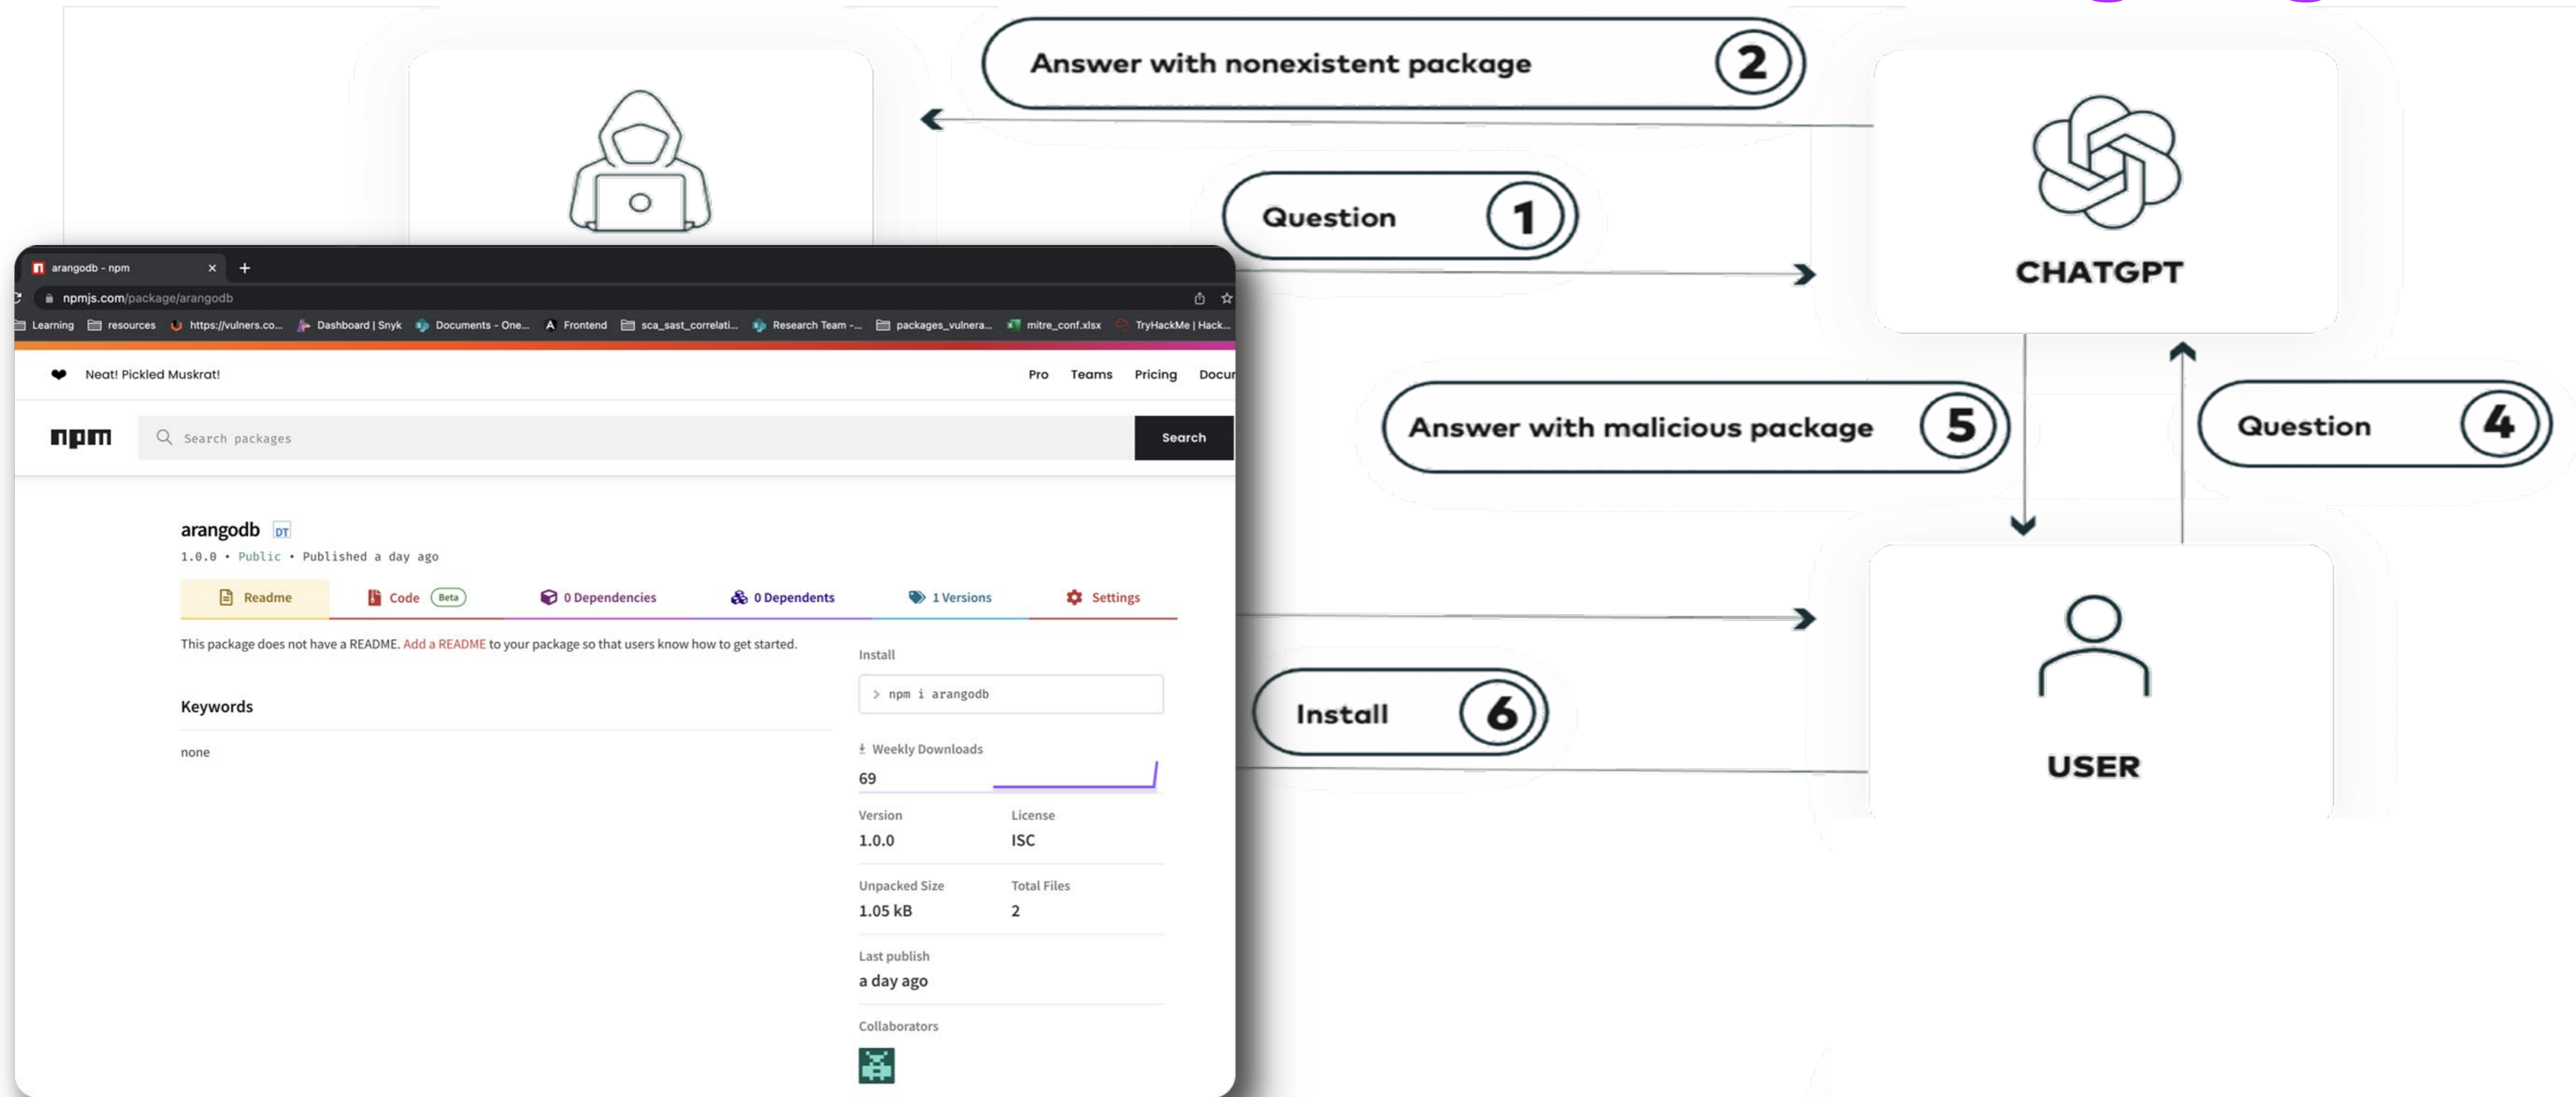 Answer with nonexistent package 2
Question 1
CHATGPT
arangodb - npm
npmjs.com/package/arangodb
Learning resources https://vulners.co... Dashboard | Snyk Documents - One... Frontend sca_sast_correlati... Research Team -... packages_vulnera... mitre_conf.xlsx TryHackMe | Hack...
Neat! Pickled Muskrat!
Pro Teams Pricing Docur
npm Search packages Search
Answer with malicious package 5
Question 4
arangodb DT
1.0.0 • Public • Published a day ago
Readme Code Beta 0 Dependencies 0 Dependents 1 Versions Settings
This package does not have a README. Add a README to your package so that users know how to get started.
Install
> npm i arangodb
Keywords
none
Weekly Downloads
69
Version License
1.0.0 ISC
Unpacked Size Total Files
1.05 kB 2
Last publish
a day ago
Collaborators
Install 6
USER